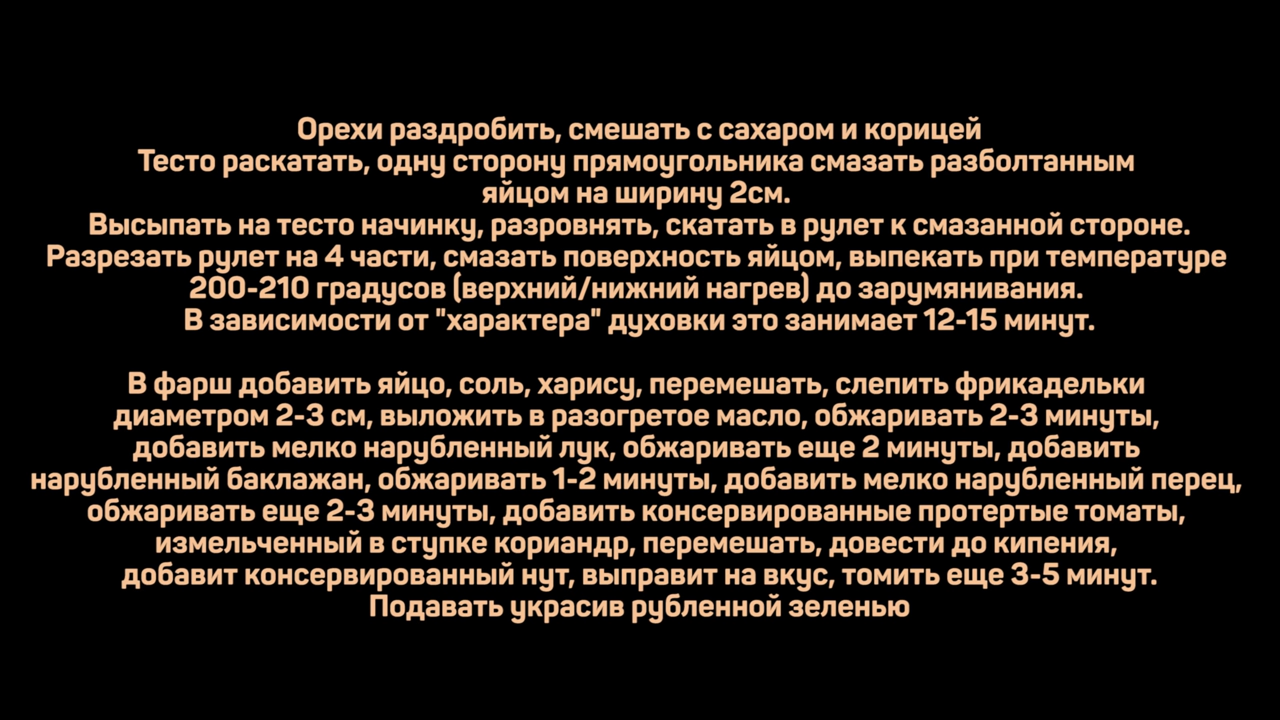 Орехи раздробить, смешать с сахаром и корицей
Тесто раскатать, одну сторону прямоугольника смазать разболтанным
яйцом на ширину 2см.
Высыпать на тесто начинку, разровнять, скатать в рулет к смазанной стороне.
Разрезать рулет на 4 части, смазать поверхность яйцом, выпекать при температуре
200-210 градусов (верхний/нижний нагрев) до зарумянивания.
В зависимости от "характера" духовки это занимает 12-15 минут.
В фарш добавить яйцо, соль, харису, перемешать, слепить фрикадельки
диаметром 2-3 см, выложить в разогретое масло, обжаривать 2-3 минуты,
добавить мелко нарубленный лук, обжаривать еще 2 минуты, добавить
нарубленный баклажан, обжаривать 1-2 минуты, добавить мелко нарубленный перец,
обжаривать еще 2-3 минуты, добавить консервированные протертые томаты,
измельченный в ступке кориандр, перемешать, довести до кипения,
добавит консервированный нут, выправит на вкус, томить еще 3-5 минут.
Подавать украсив рубленной зеленью